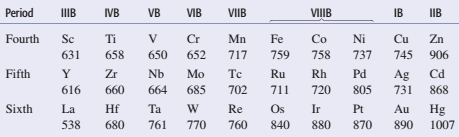 Period IIIB IVB VB VIB VIIB VIIIB IB IIB
Fourth Sc Ti V Cr Mn Fe Co Ni Cu Zn
631 658 650 652 717 759 758 737 745 906
Fifth Y Zr Nb Mo Tc Ru Rh Pd Ag Cd
616 660 664 685 702 711 720 805 731 868
Sixth La Hf Ta W Re Os Ir Pt Au Hg
538 680 761 770 760 840 880 870 890 1007